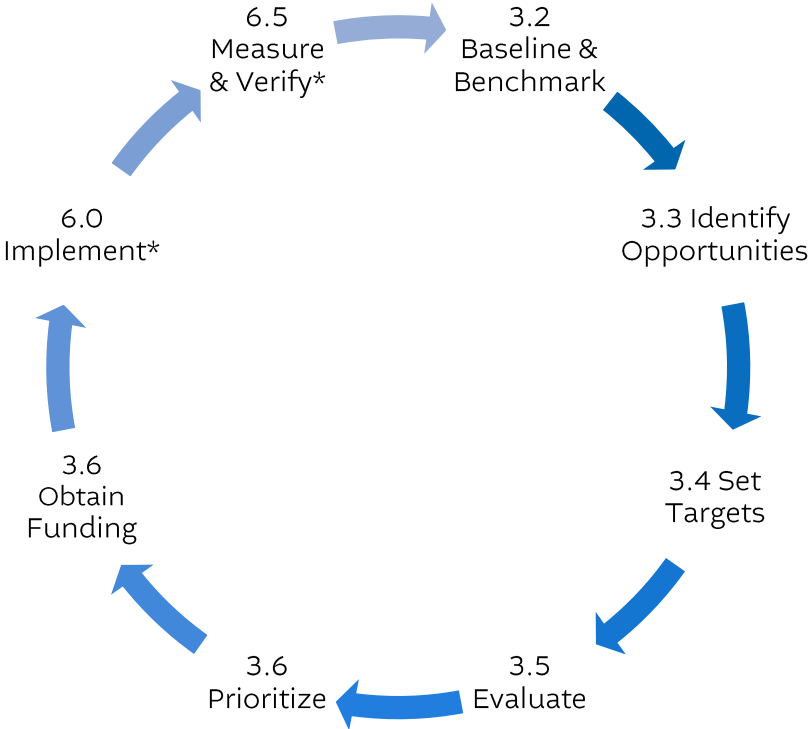 6.5
Measure
& Verify*
3.2
Baseline &
Benchmark
3.3 Identify
Opportunities
3.4 Set
Targets
3.5
Evaluate
3.6
Prioritize
3.6
Obtain
Funding
6.0
Implement*